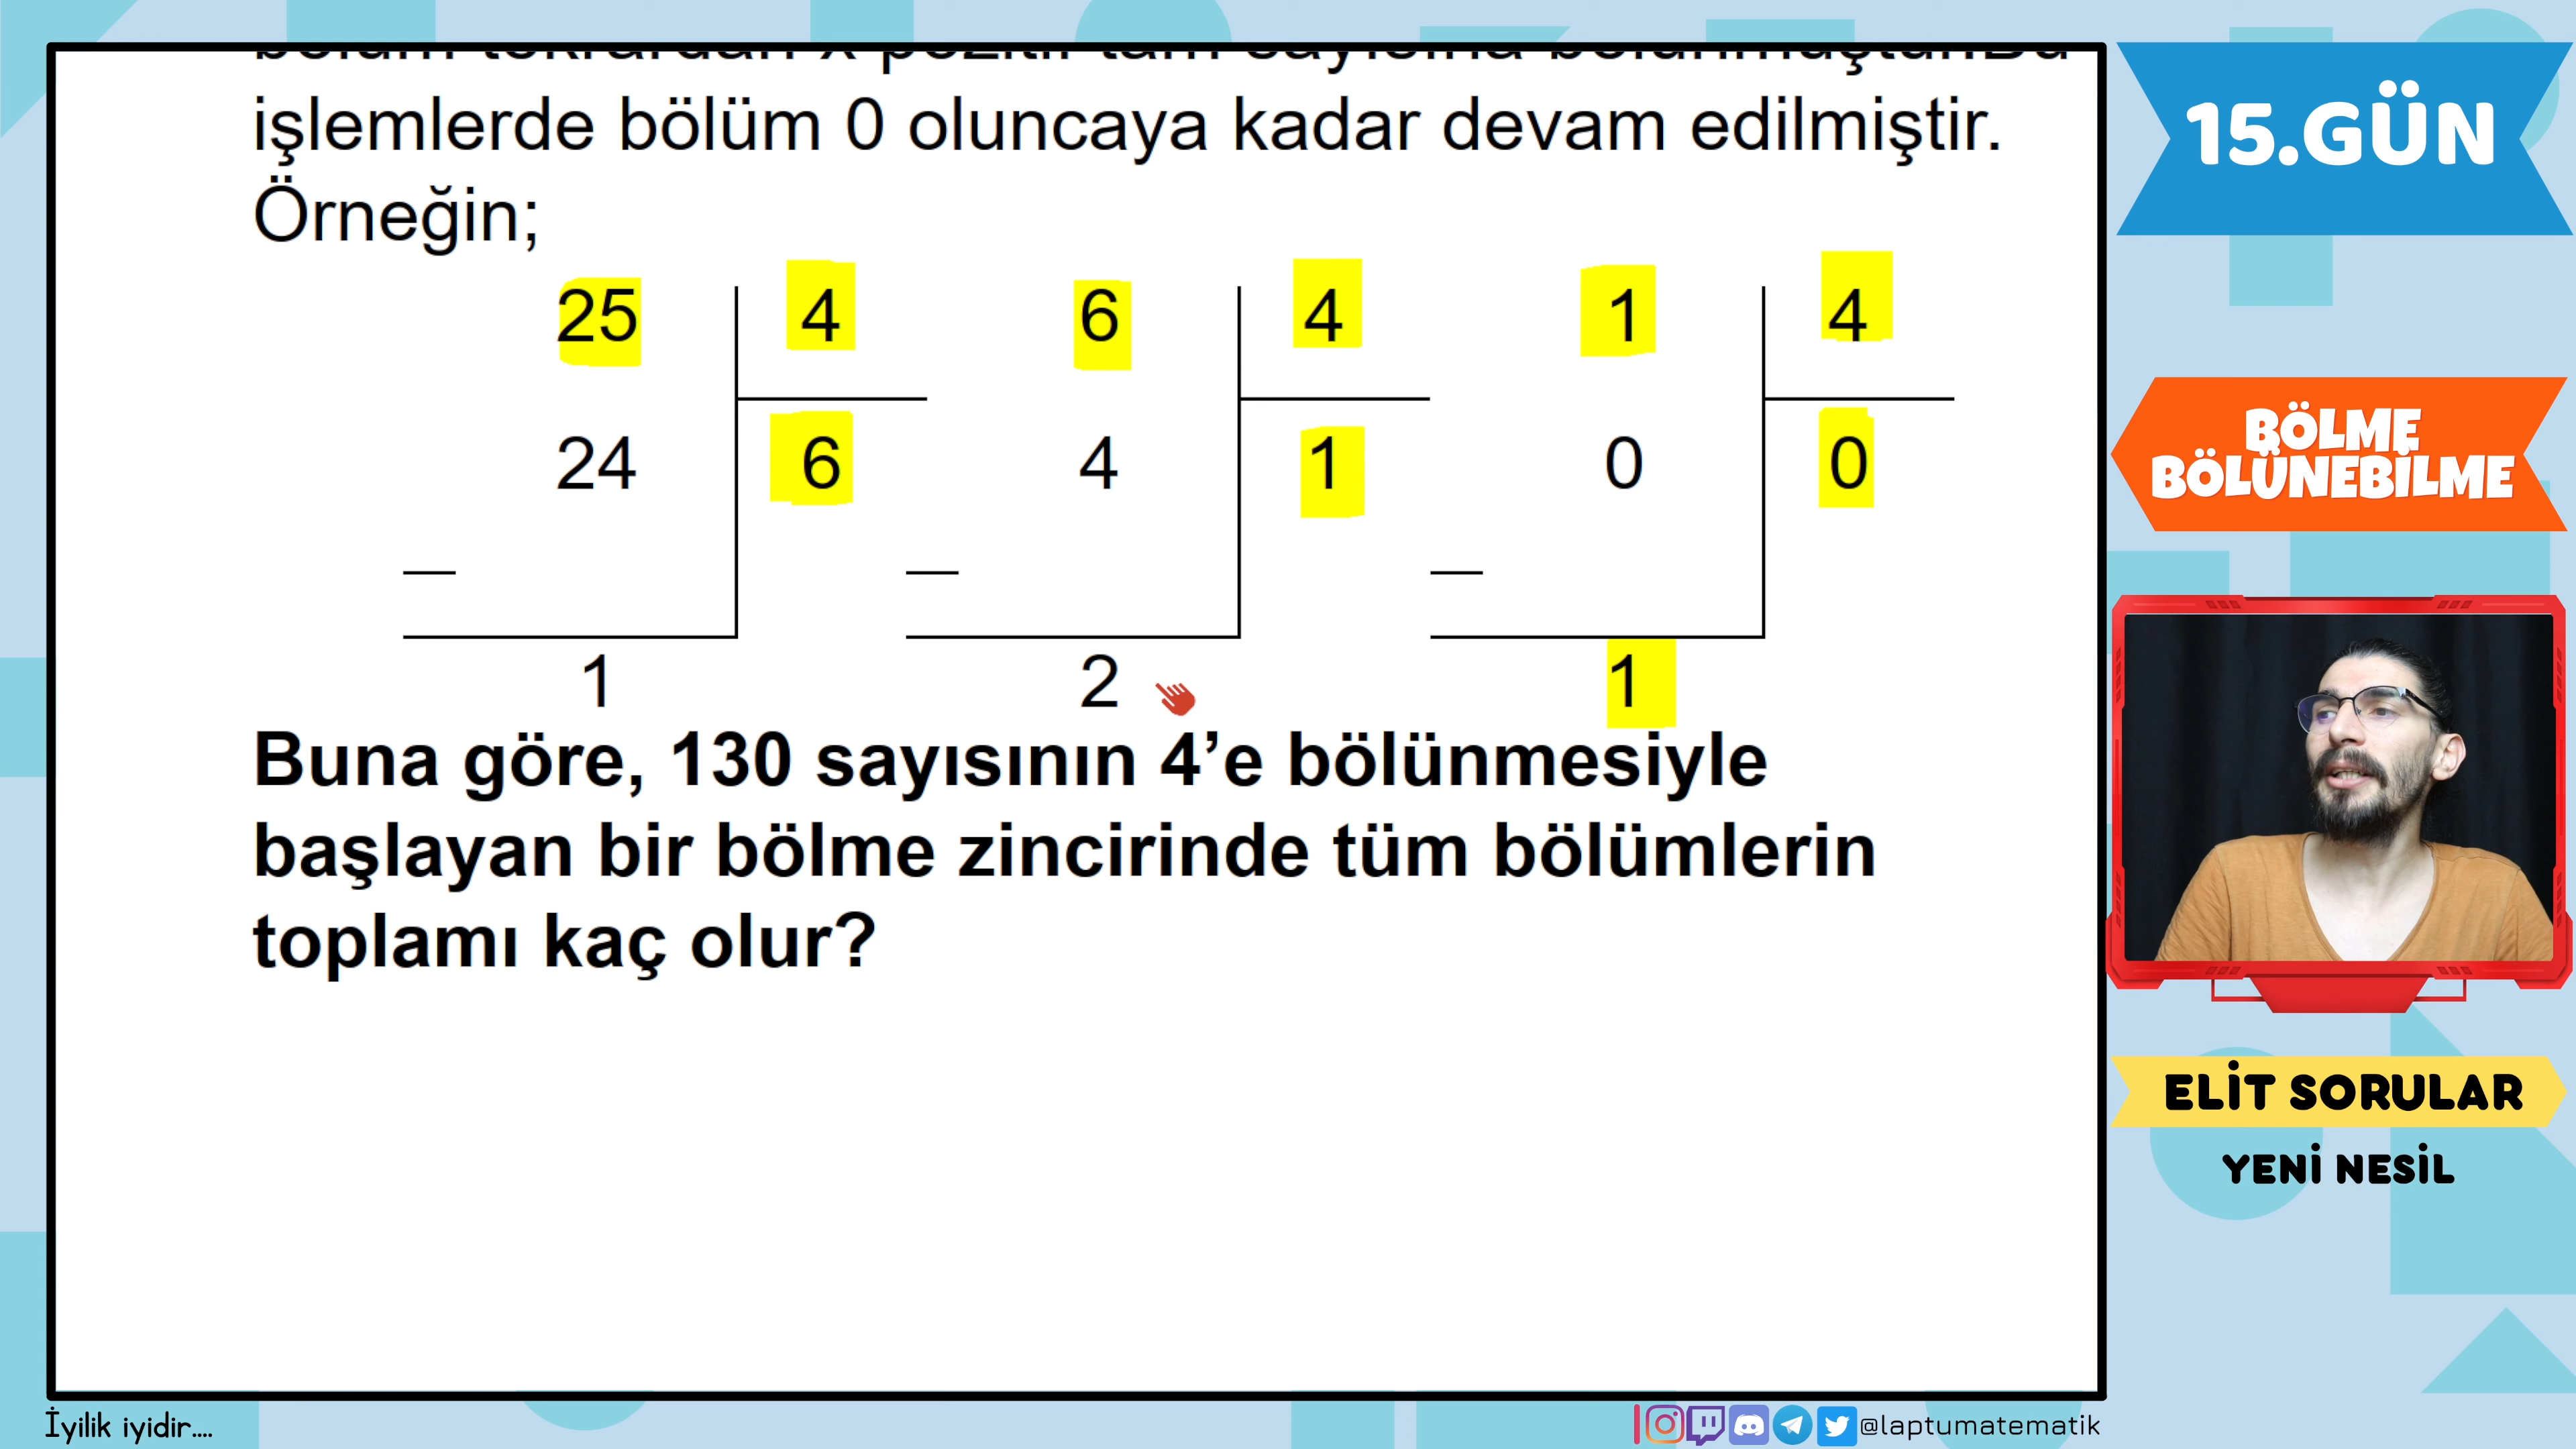 işlemlerde bölüm 0 oluncaya kadar devam edilmiştir.
Örneğin;
25 4 6 4 1 4
24 6 4 1 0 0
1 2 1
Buna göre, 130 sayısının 4’e bölünmesiyle
başlayan bir bölme zincirinde tüm bölümlerin
toplamı kaç olur?
15.GÜN
BÖLME
BÖLÜNEBİLME
ELİT SORULAR
YENİ NESİL
İyilik iyidir....
@laptumatematik